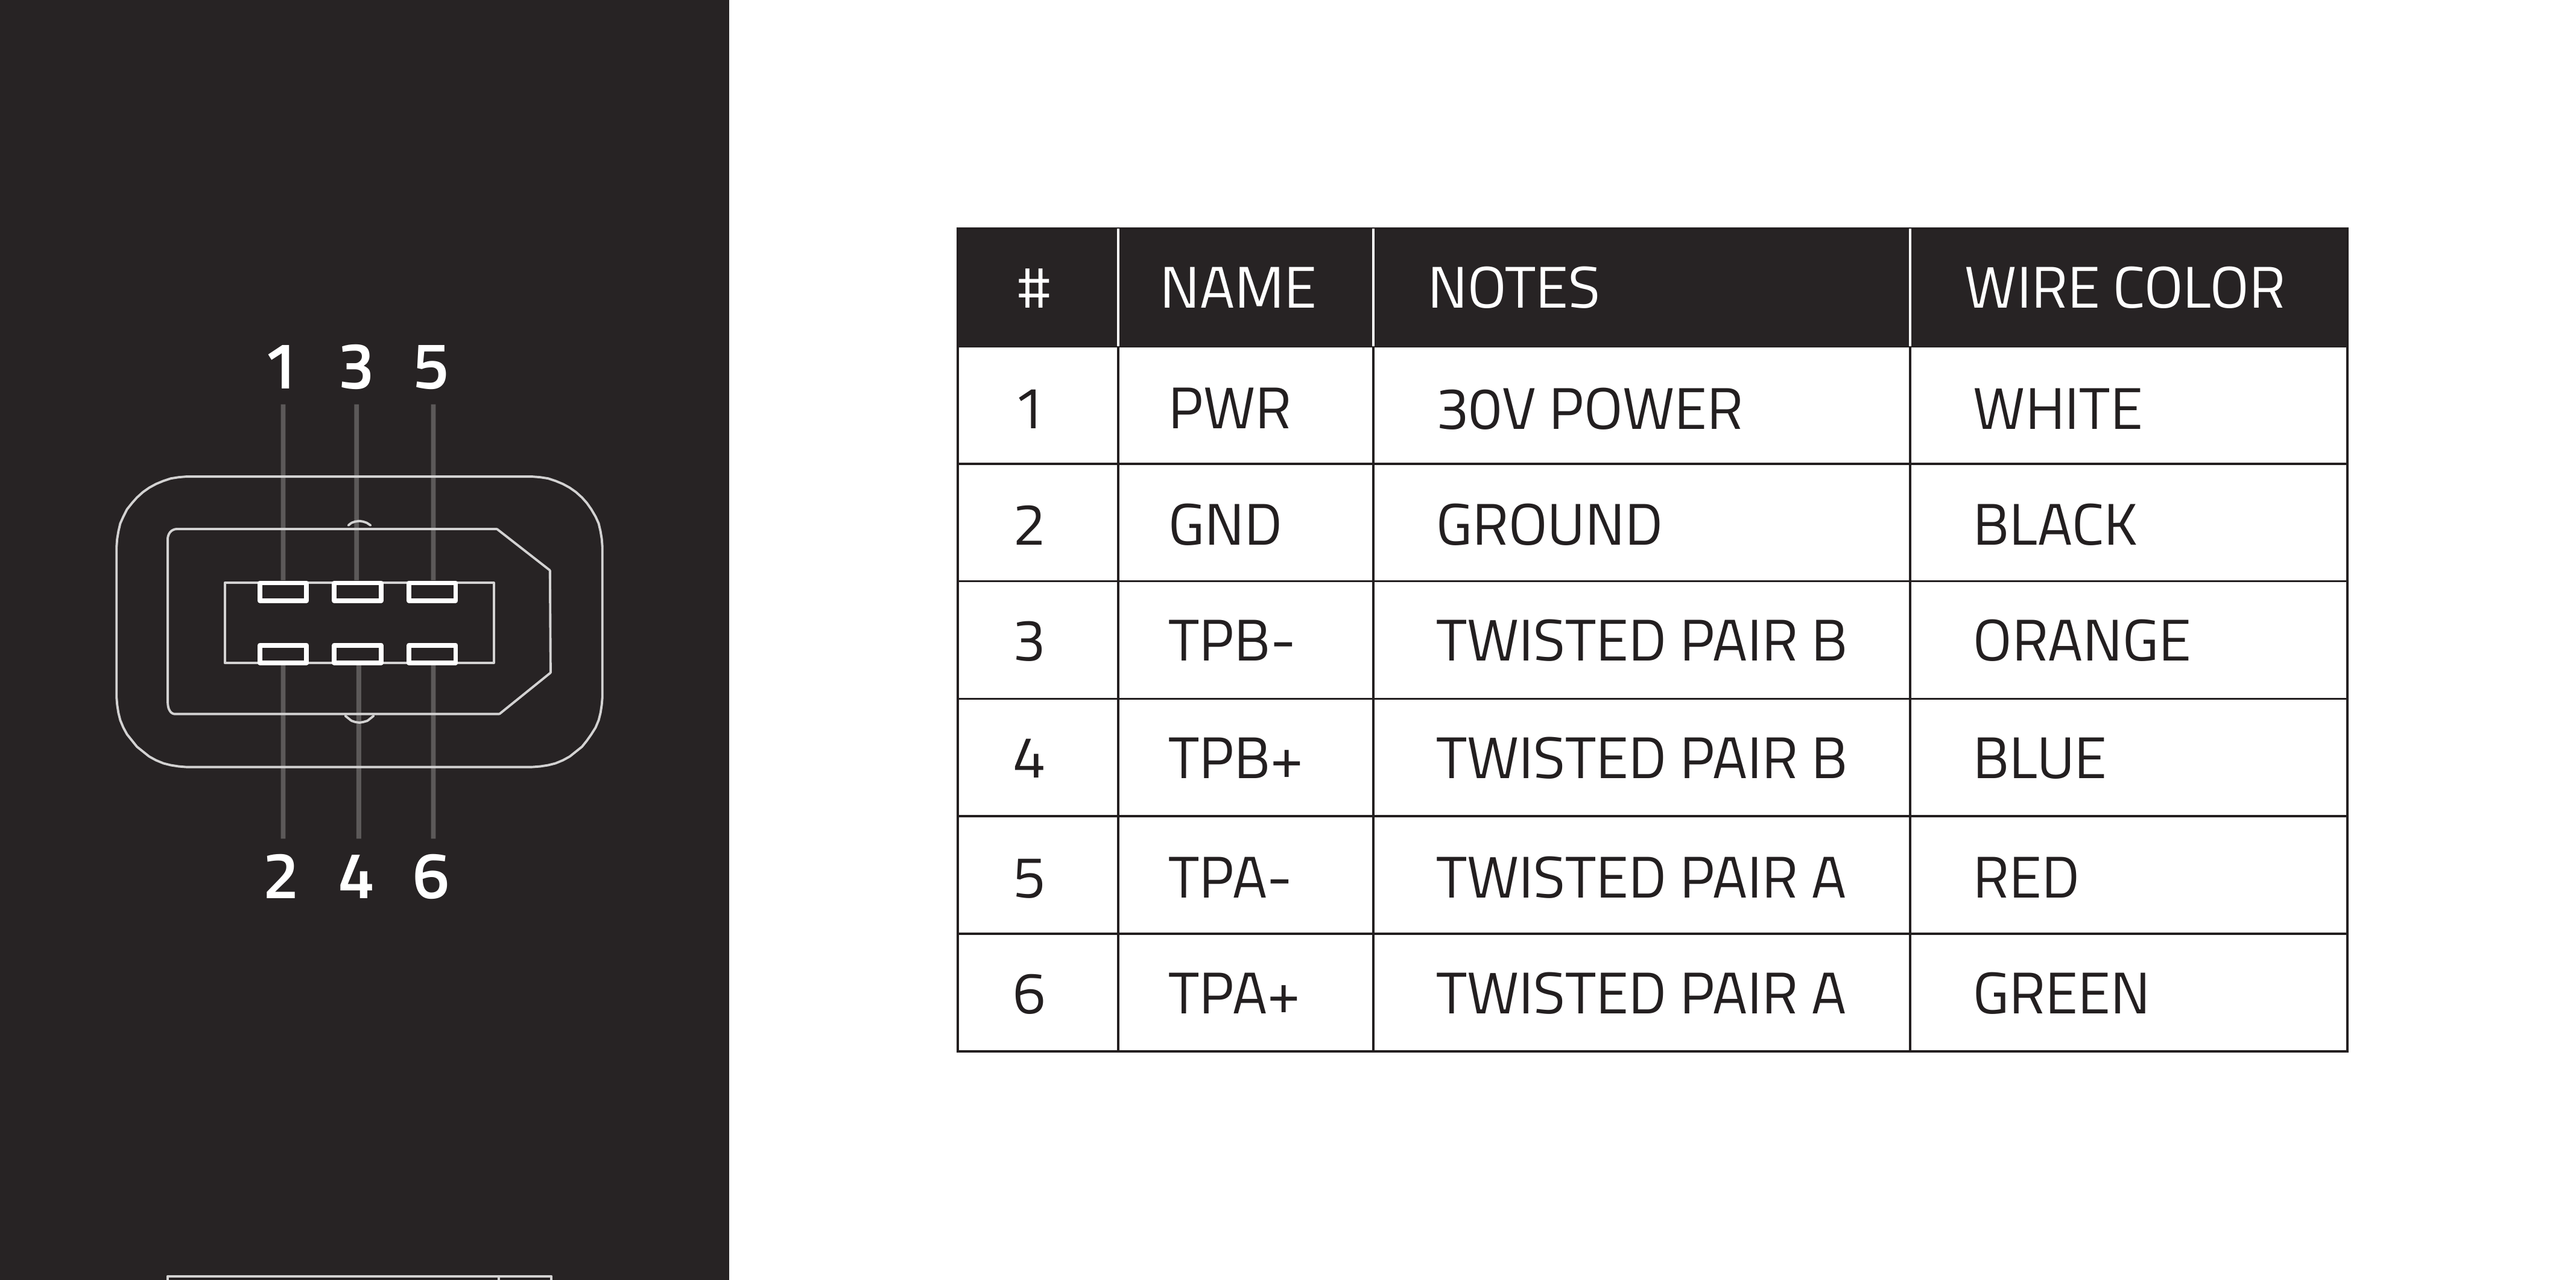 1 3 5
2 4 6
# NAME NOTES WIRE COLOR
1 PWR 30V POWER WHITE
2 GND GROUND BLACK
3 TPB- TWISTED PAIR B ORANGE
4 TPB+ TWISTED PAIR B BLUE
5 TPA- TWISTED PAIR A RED
6 TPA+ TWISTED PAIR A GREEN